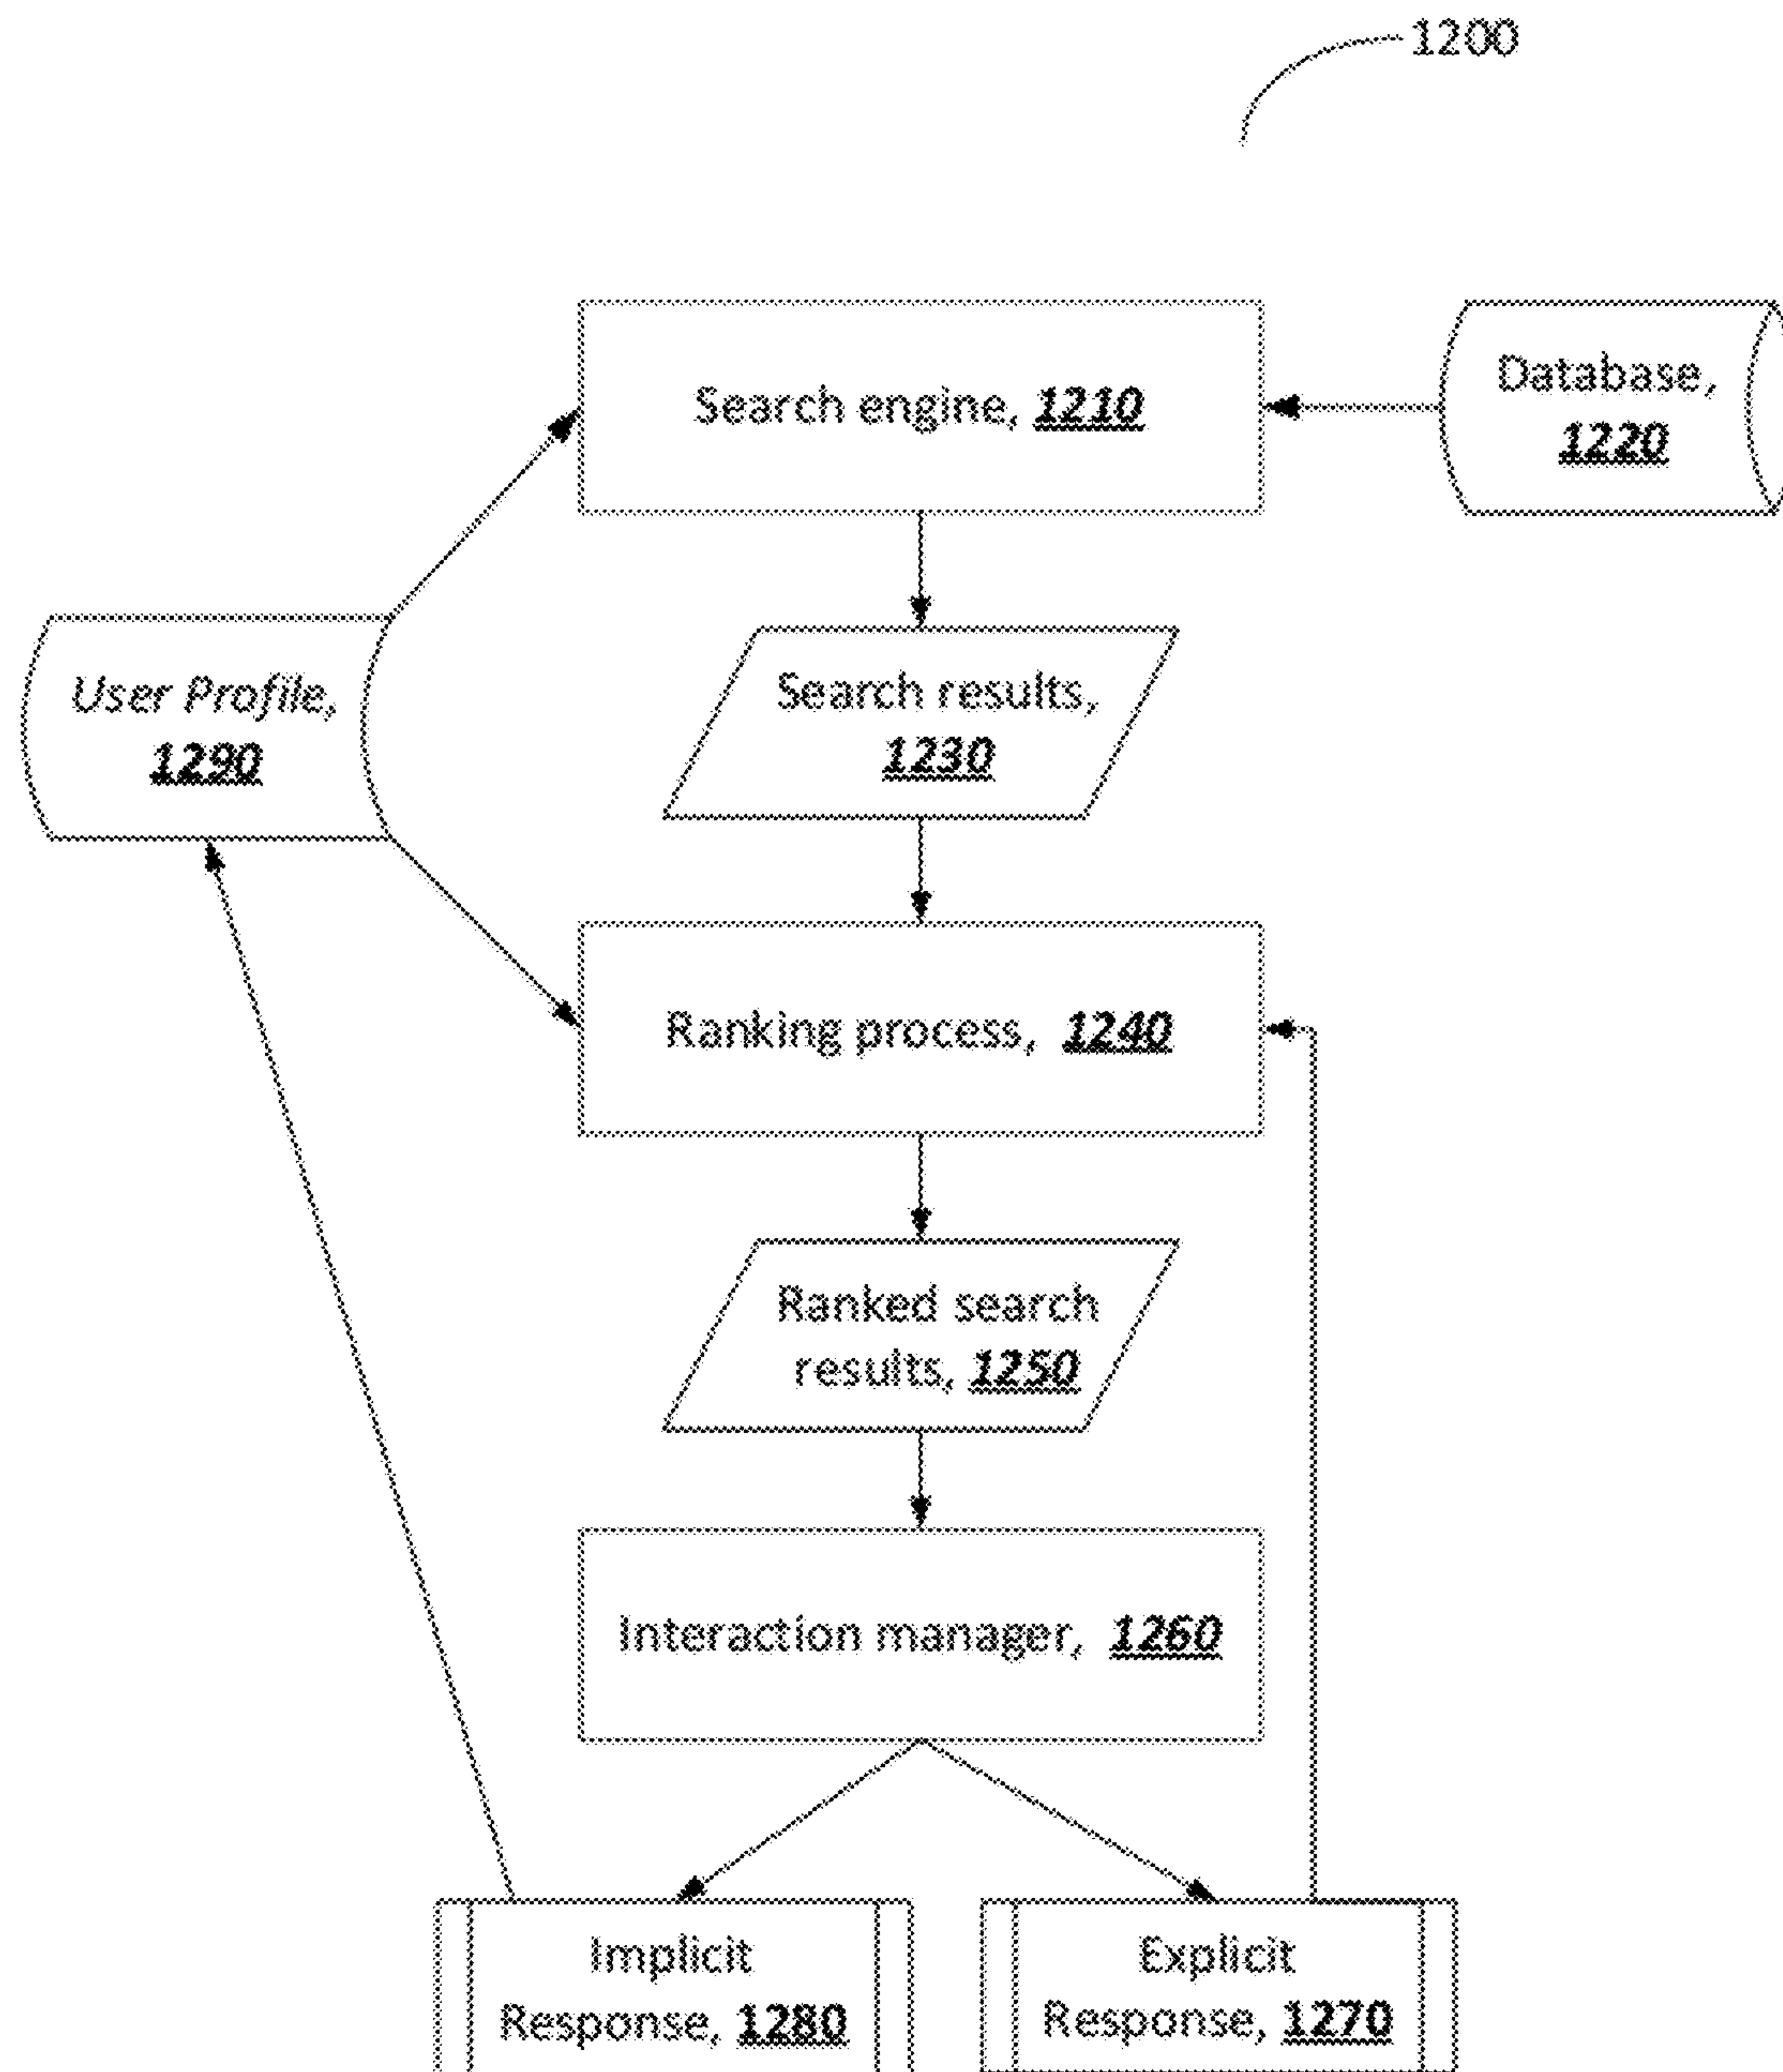 1200
Search engine, 1210
Database,
1220
User Profile,
1290
Search results,
1230
Ranking process, 1240
Ranked search
results, 1250
Interaction manager, 1260
Implicit
Response, 1280
Explicit
Response, 1270